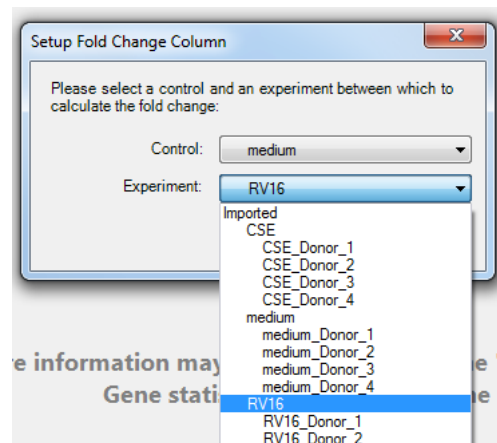 Setup Fold Change Column
Please select a control and an experiment between which to
calculate the fold change:
Control: medium
Experiment: RV16
Imported
CSE
CSE_Donor_1
CSE_Donor_2
CSE_Donor_3
CSE_Donor_4
medium
medium_Donor_1
medium_Donor_2
medium_Donor_3
medium_Donor_4
RV16
RV16_Donor_1
RV16_Donor_2
information may
Gene